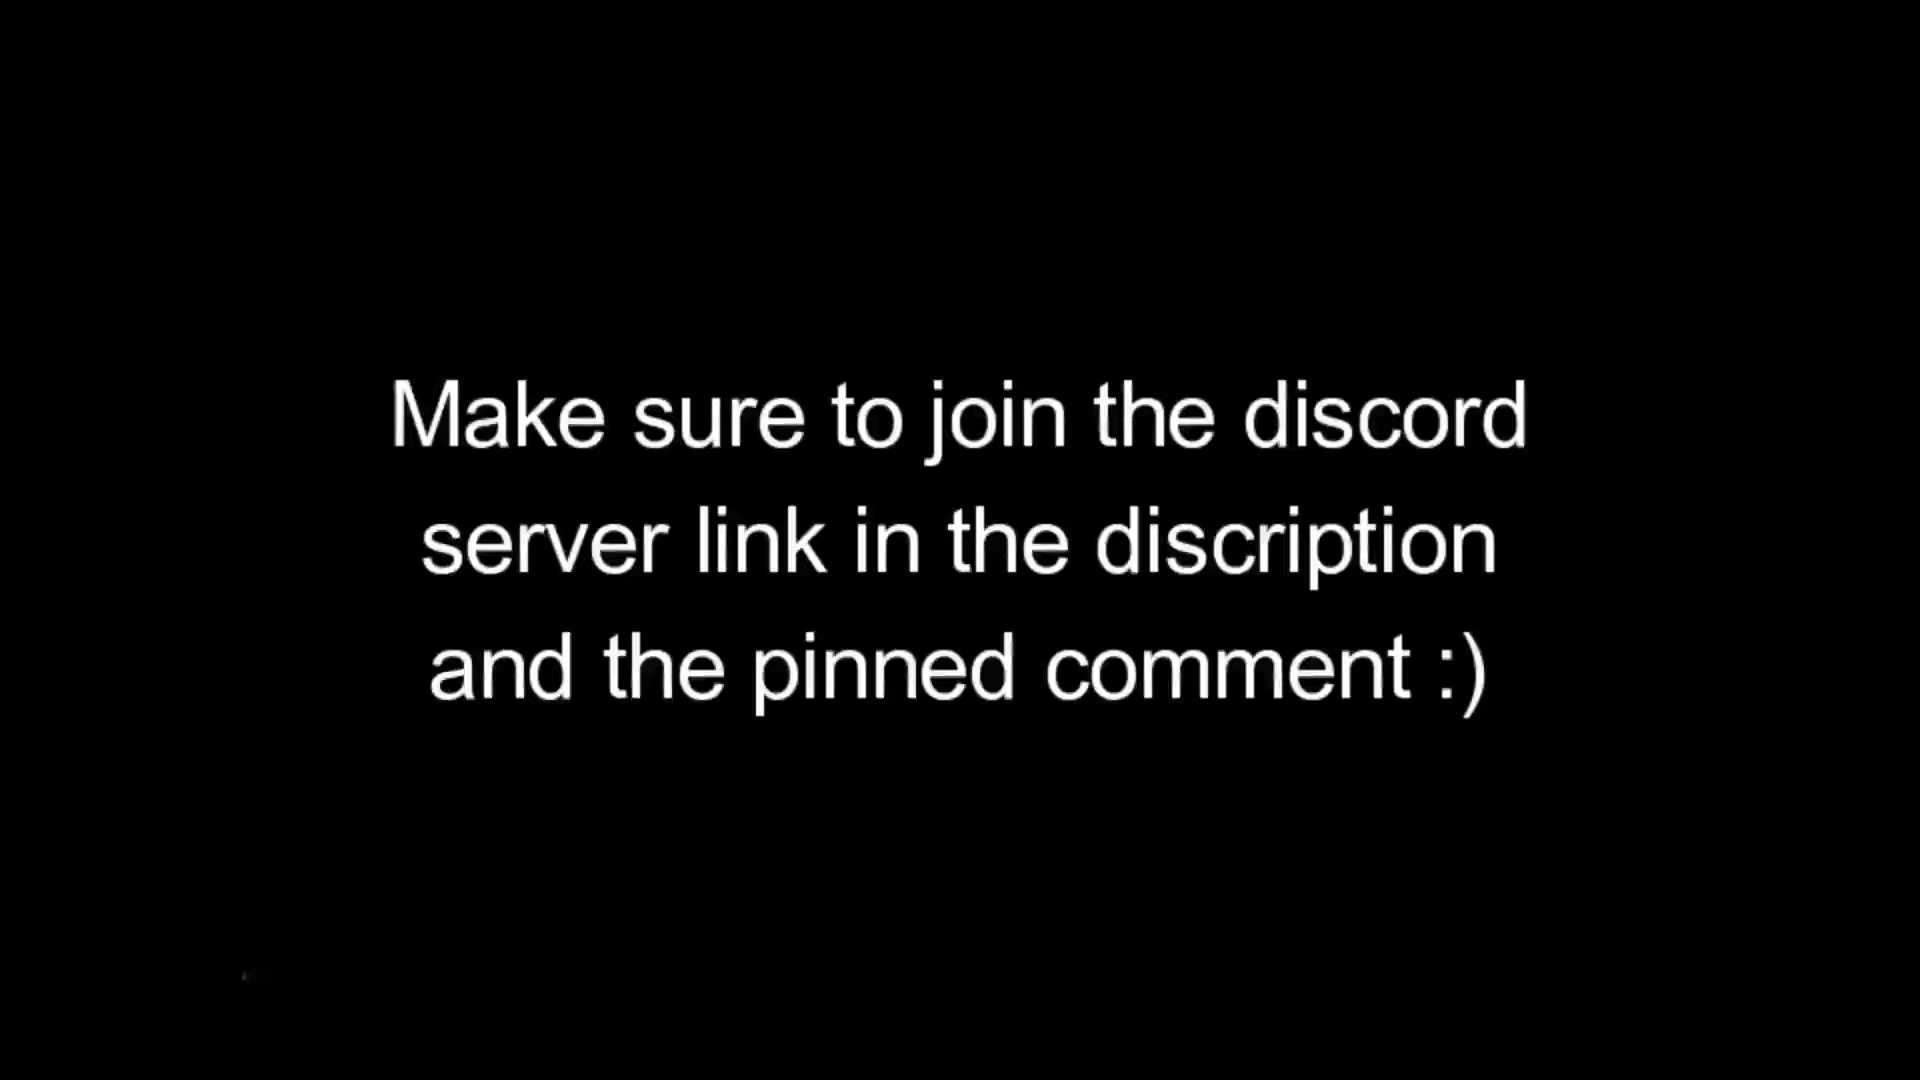 Make sure to join the discord
server link in the discription
and the pinned comment :)